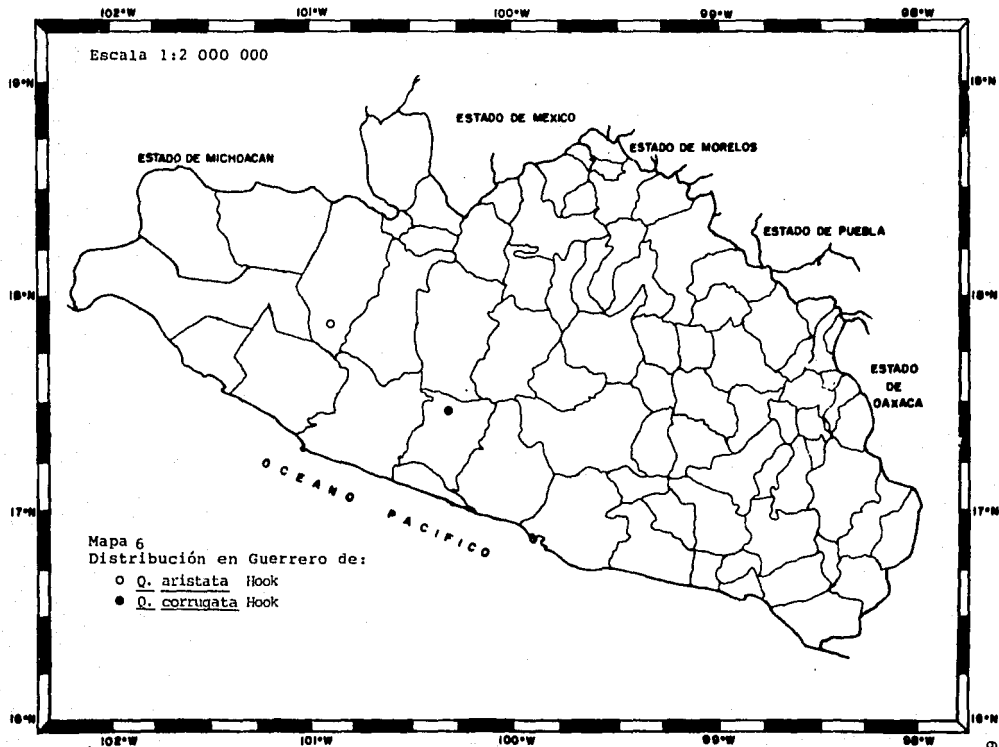 102°W 101°W 100°W 99°W 98°W
Escala 1:2 000 000
19°N 19°N
ESTADO DE MEXICO
ESTADO DE MORELOS
ESTADO DE MICHOACAN
ESTADO DE PUEBLA
18°N 18°N
ESTADO
DE
OAXACA
OCEANO PACIFICO
17°N 17°N
Mapa 6
Distribución en Guerrero de:
Q. aristata Hook
Q. corrugata Hook
16°N 16°N
102°W 101°W 100°W 99°W 98°W